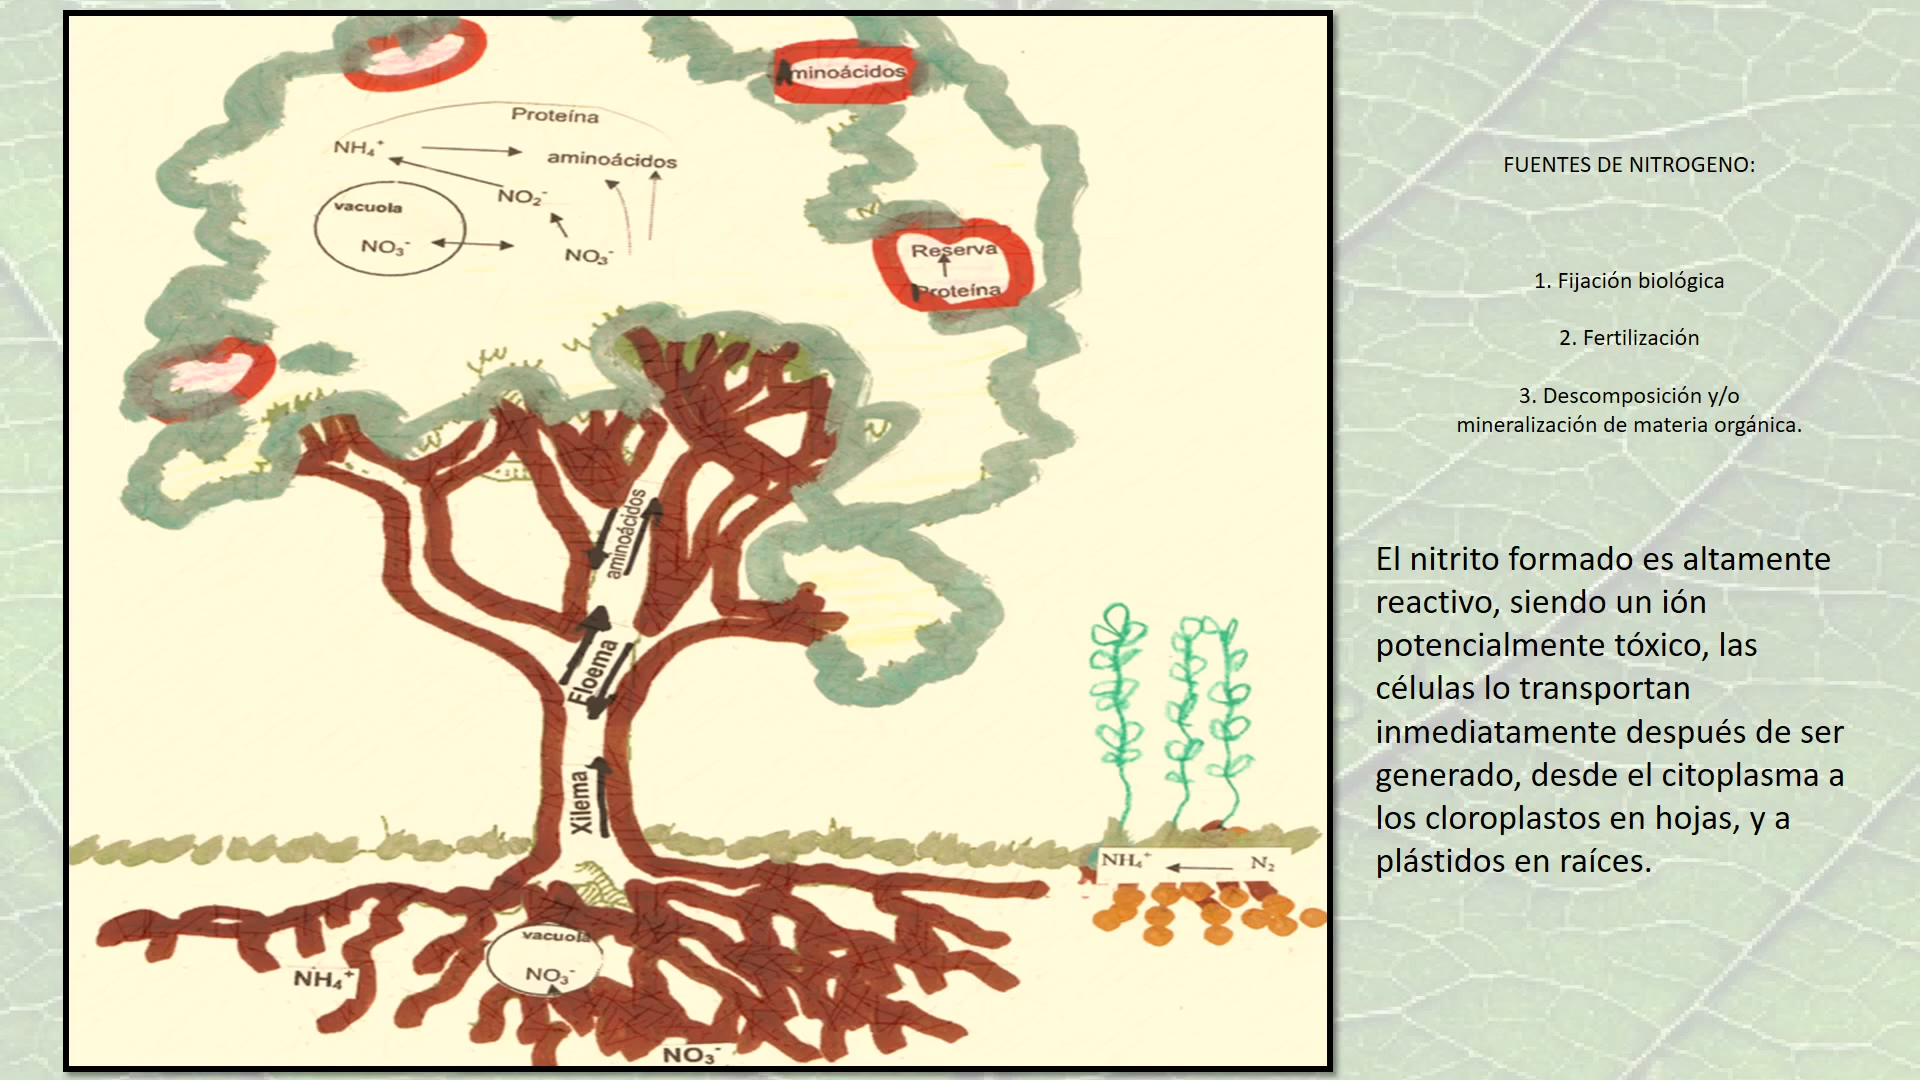 Aminoácidos
Proteína
NH₄⁺
aminoácidos
NO₂⁻
vacuola
NO₃⁻
NO₃⁻
Reserva
Proteína
aminoácidos
Floema
Xilema
NH₄⁺
N₂
vacuola
NO₃⁻
NH₄⁺
NO₃⁻
FUENTES DE NITROGENO:
1. Fijación biológica
2. Fertilización
3. Descomposición y/o
mineralización de materia orgánica.
El nitrito formado es altamente
reactivo, siendo un ión
potencialmente tóxico, las
células lo transportan
inmediatamente después de ser
generado, desde el citoplasma a
los cloroplastos en hojas, y a
plástidos en raíces.